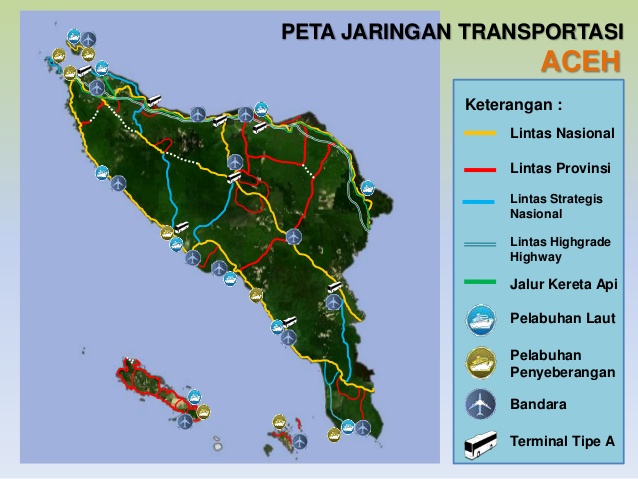 PETA JARINGAN TRANSPORTASI
ACEH
Keterangan :
Lintas Nasional
Lintas Provinsi
Lintas Strategis
Nasional
Lintas Highgrade
Highway
Jalur Kereta Api
Pelabuhan Laut
Pelabuhan
Penyeberangan
Bandara
Terminal Tipe A